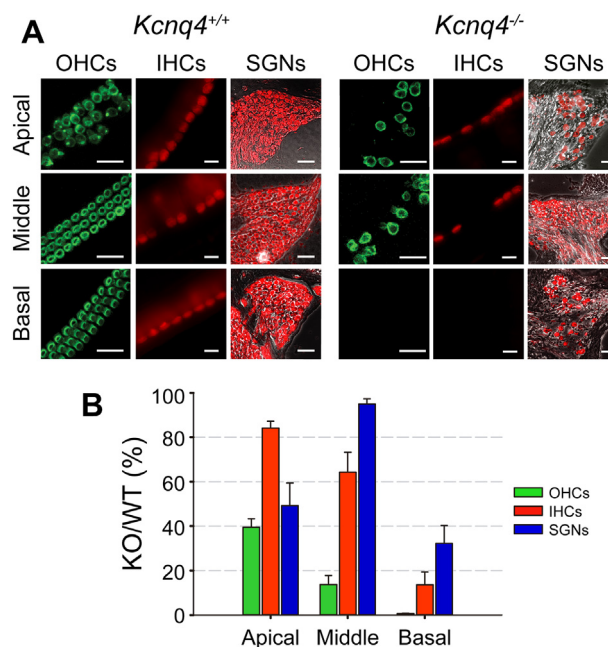 A
Kcnq4+/+ Kcnq4-/-
OHCs IHCs SGNs OHCs IHCs SGNs
Apical
Middle
Basal
B
KO/WT (%)
100
80
60
40
20
0
Apical Middle Basal
OHCs
IHCs
SGNs